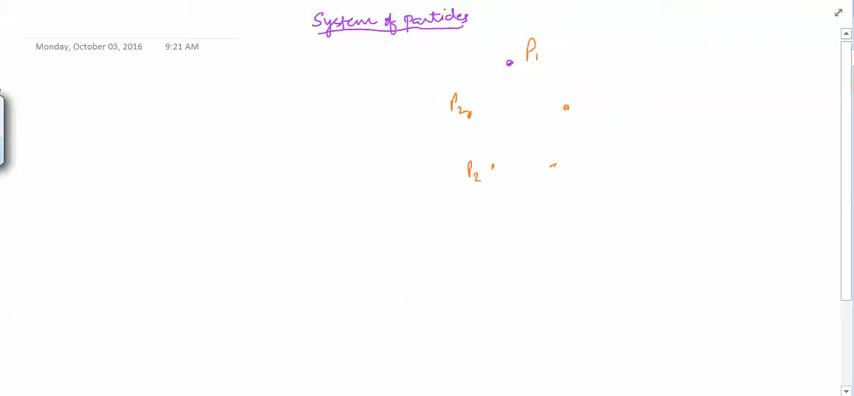 System of particles
Monday, October 03, 2016 9:21 AM
P1
P2
P2